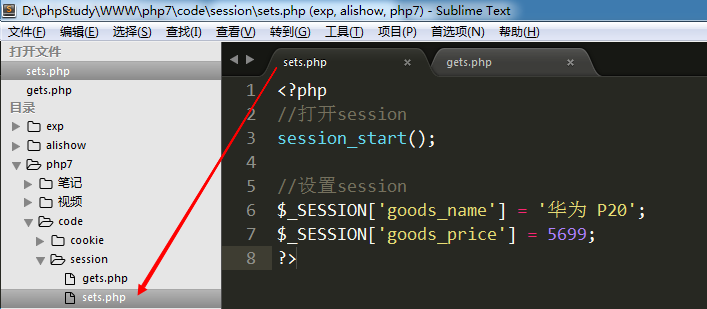 D:\phpStudy\WWW\php7\code\session\sets.php (exp, alishow, php7) - Sublime Text
文件(F) 编辑(E) 选择(S) 查找(I) 查看(V) 转到(G) 工具(T) 项目(P) 首选项(N) 帮助(H)
打开文件
sets.php
gets.php
目录
exp
alishow
php7
笔记
视频
code
cookie
session
gets.php
sets.php
sets.php × gets.php ×
1 <?php
2 //打开session
3 session_start();
4
5 //设置session
6 $_SESSION['goods_name'] = '华为 P20';
7 $_SESSION['goods_price'] = 5699;
8 ?>